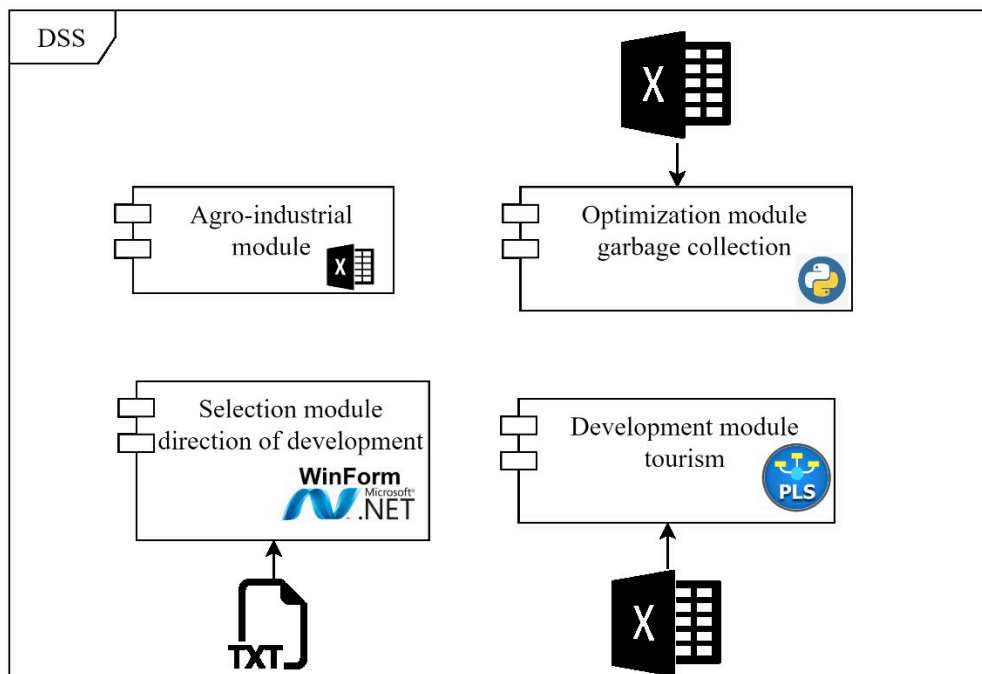 DSS
X
Agro-industrial
module
X
Optimization module
garbage collection
Selection module
direction of development
WinForm
Microsoft®
.NET
Development module
tourism
PLS
TXT
X